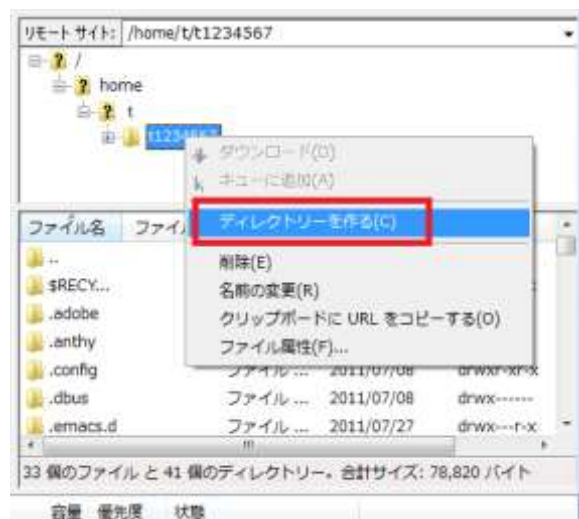 リモート サイト: /home/t/t1234567
/
home
t
t1234567
ダウンロード(D)
キューに追加(A)
ディレクトリーを作る(C)
削除(E)
名前の変更(R)
クリップボードに URL をコピーする(O)
ファイル属性(F)...
ファイル名 ファイ
..
$RECY...
.adobe
.anthy
.config ファイル ... 2011/07/08 drwxr-xr-x
.dbus ファイル ... 2011/07/08 drwx------
.emacs.d ファイル ... 2011/07/27 drwx---r-x
33 個のファイル と 41 個のディレクトリー。合計サイズ: 78,820 バイト
容量 優先度 状態